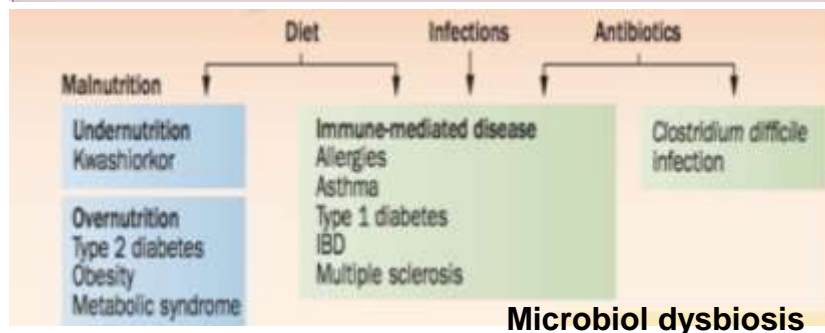 Diet Infections Antibiotics
Malnutrition
Undernutrition
Kwashiorkor
Overnutrition
Type 2 diabetes
Obesity
Metabolic syndrome
Immune-mediated disease
Allergies
Asthma
Type 1 diabetes
IBD
Multiple sclerosis
Clostridium difficile
infection
Microbiol dysbiosis